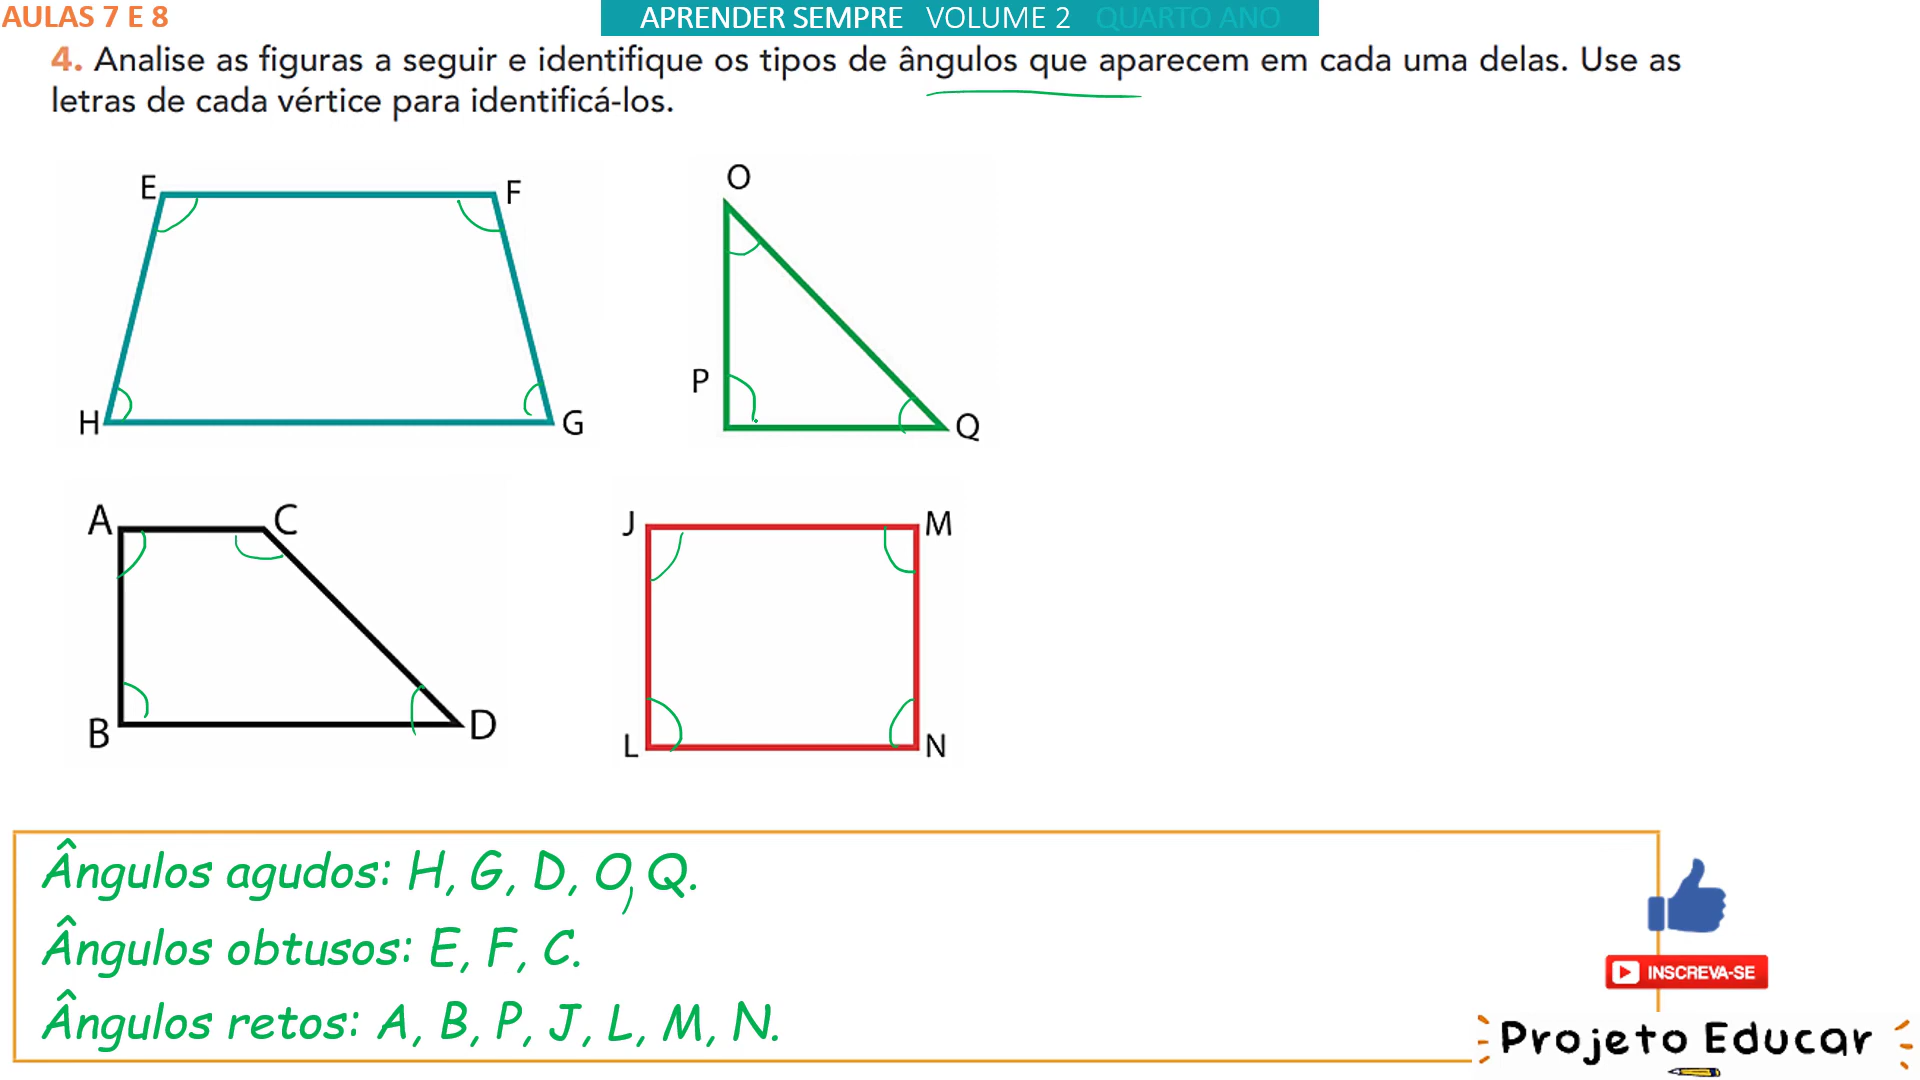 AULAS 7 E 8
APRENDER SEMPRE VOLUME 2 QUARTO ANO
4. Analise as figuras a seguir e identifique os tipos de ângulos que aparecem em cada uma delas. Use as
letras de cada vértice para identificá-los.
E F
H G
O
P
Q
A C
B D
J M
L N
Ângulos agudos: H, G, D, O, Q.
Ângulos obtusos: E, F, C.
Ângulos retos: A, B, P, J, L, M, N.
INSCREVA-SE
Projeto Educar